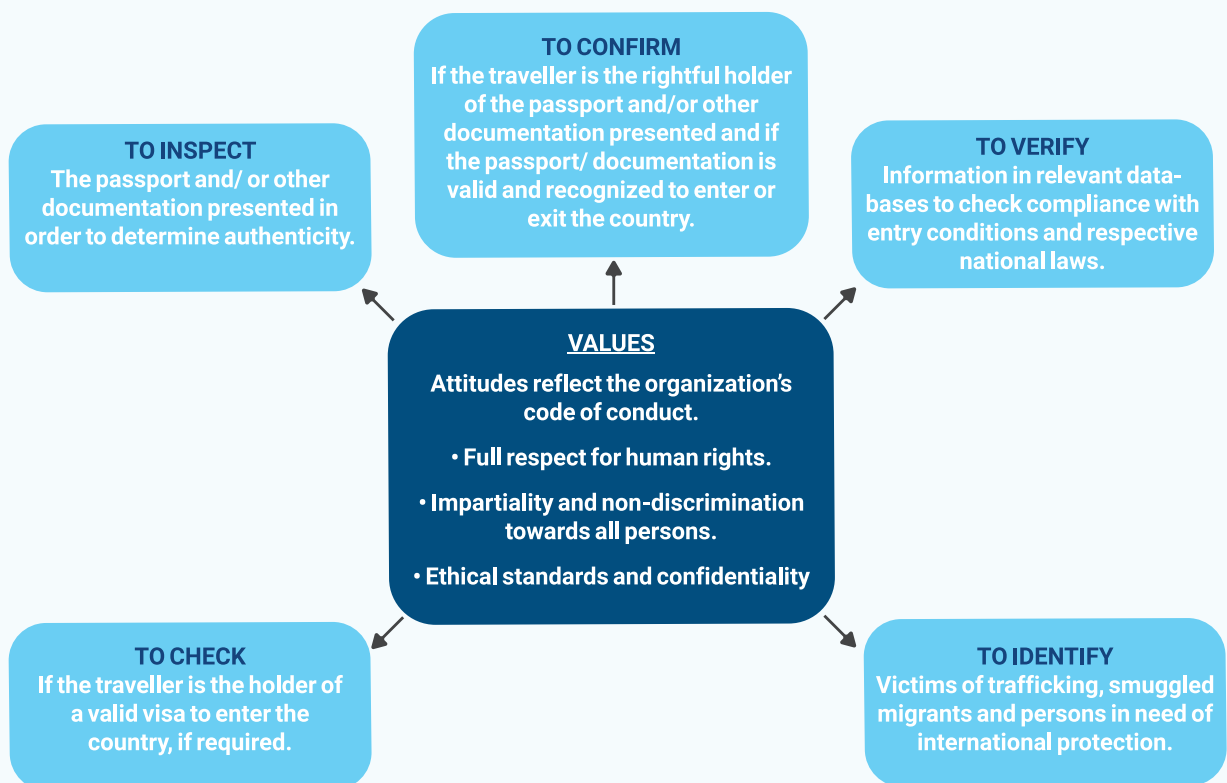 TO CONFIRM
If the traveller is the rightful holder
of the passport and/or other
documentation presented and if
the passport/ documentation is
valid and recognized to enter or
exit the country.
TO INSPECT
The passport and/ or other
documentation presented in
order to determine authenticity.
TO VERIFY
Information in relevant data-
bases to check compliance with
entry conditions and respective
national laws.
VALUES
Attitudes reflect the organization’s
code of conduct.
• Full respect for human rights.
• Impartiality and non-discrimination
towards all persons.
• Ethical standards and confidentiality
TO CHECK
If the traveller is the holder of
a valid visa to enter the
country, if required.
TO IDENTIFY
Victims of trafficking, smuggled
migrants and persons in need of
international protection.